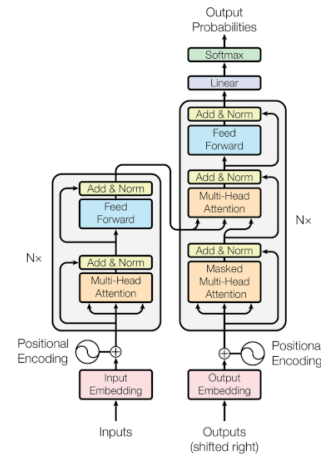 Output
Probabilities
Softmax
Linear
Add & Norm
Feed
Forward
Add & Norm
Multi-Head
Attention
Add & Norm
Masked
Multi-Head
Attention
Nx
Add & Norm
Feed
Forward
Add & Norm
Multi-Head
Attention
N×
Positional
Encoding
Positional
Encoding
Input
Embedding
Output
Embedding
Inputs
Outputs
(shifted right)